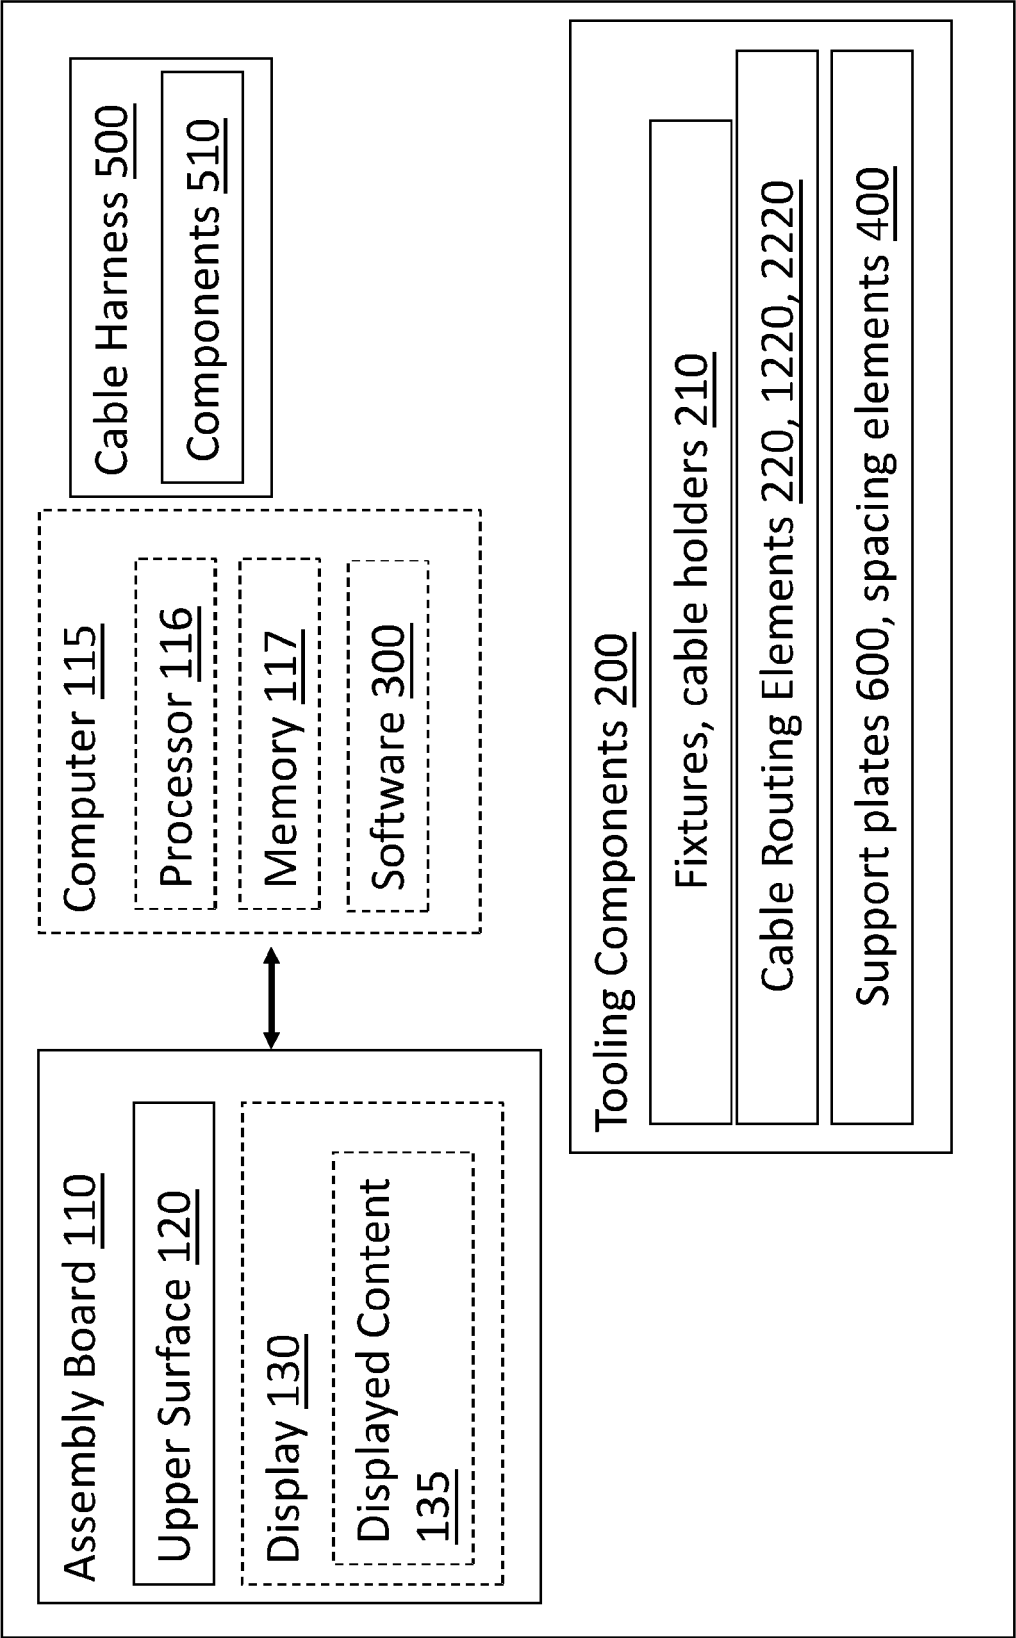 Assembly Board 110
Upper Surface 120
Display 130
Displayed Content
135
Computer 115
Processor 116
Memory 117
Software 300
Cable Harness 500
Components 510
Tooling Components 200
Fixtures, cable holders 210
Cable Routing Elements 220, 1220, 2220
Support plates 600, spacing elements 400